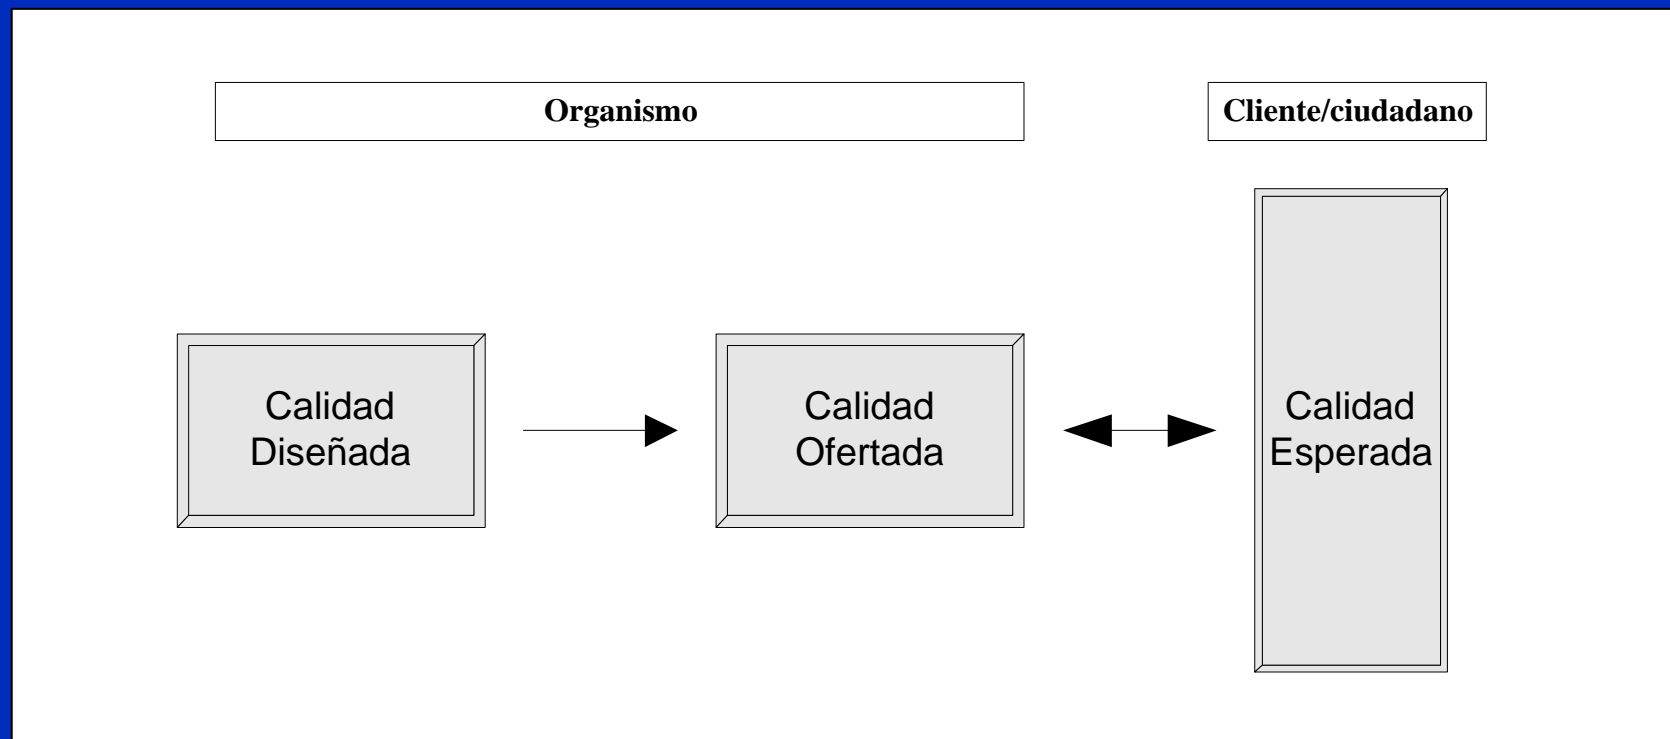 Organismo
Cliente/ciudadano
Calidad
Diseñada
Calidad
Ofertada
Calidad
Esperada